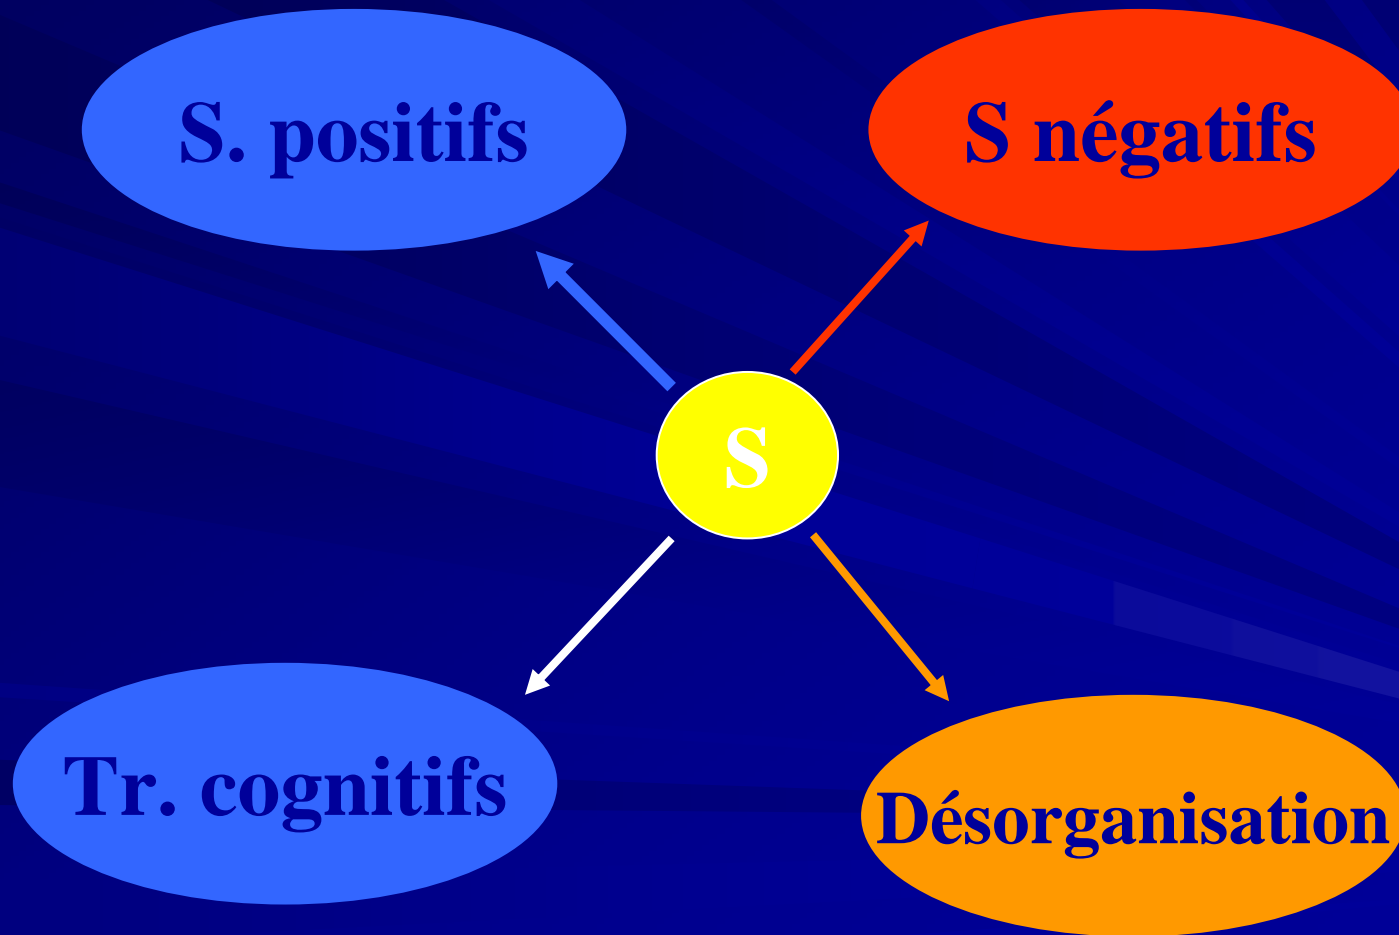 S. positifs
S négatifs
S
Tr. cognitifs
Désorganisation